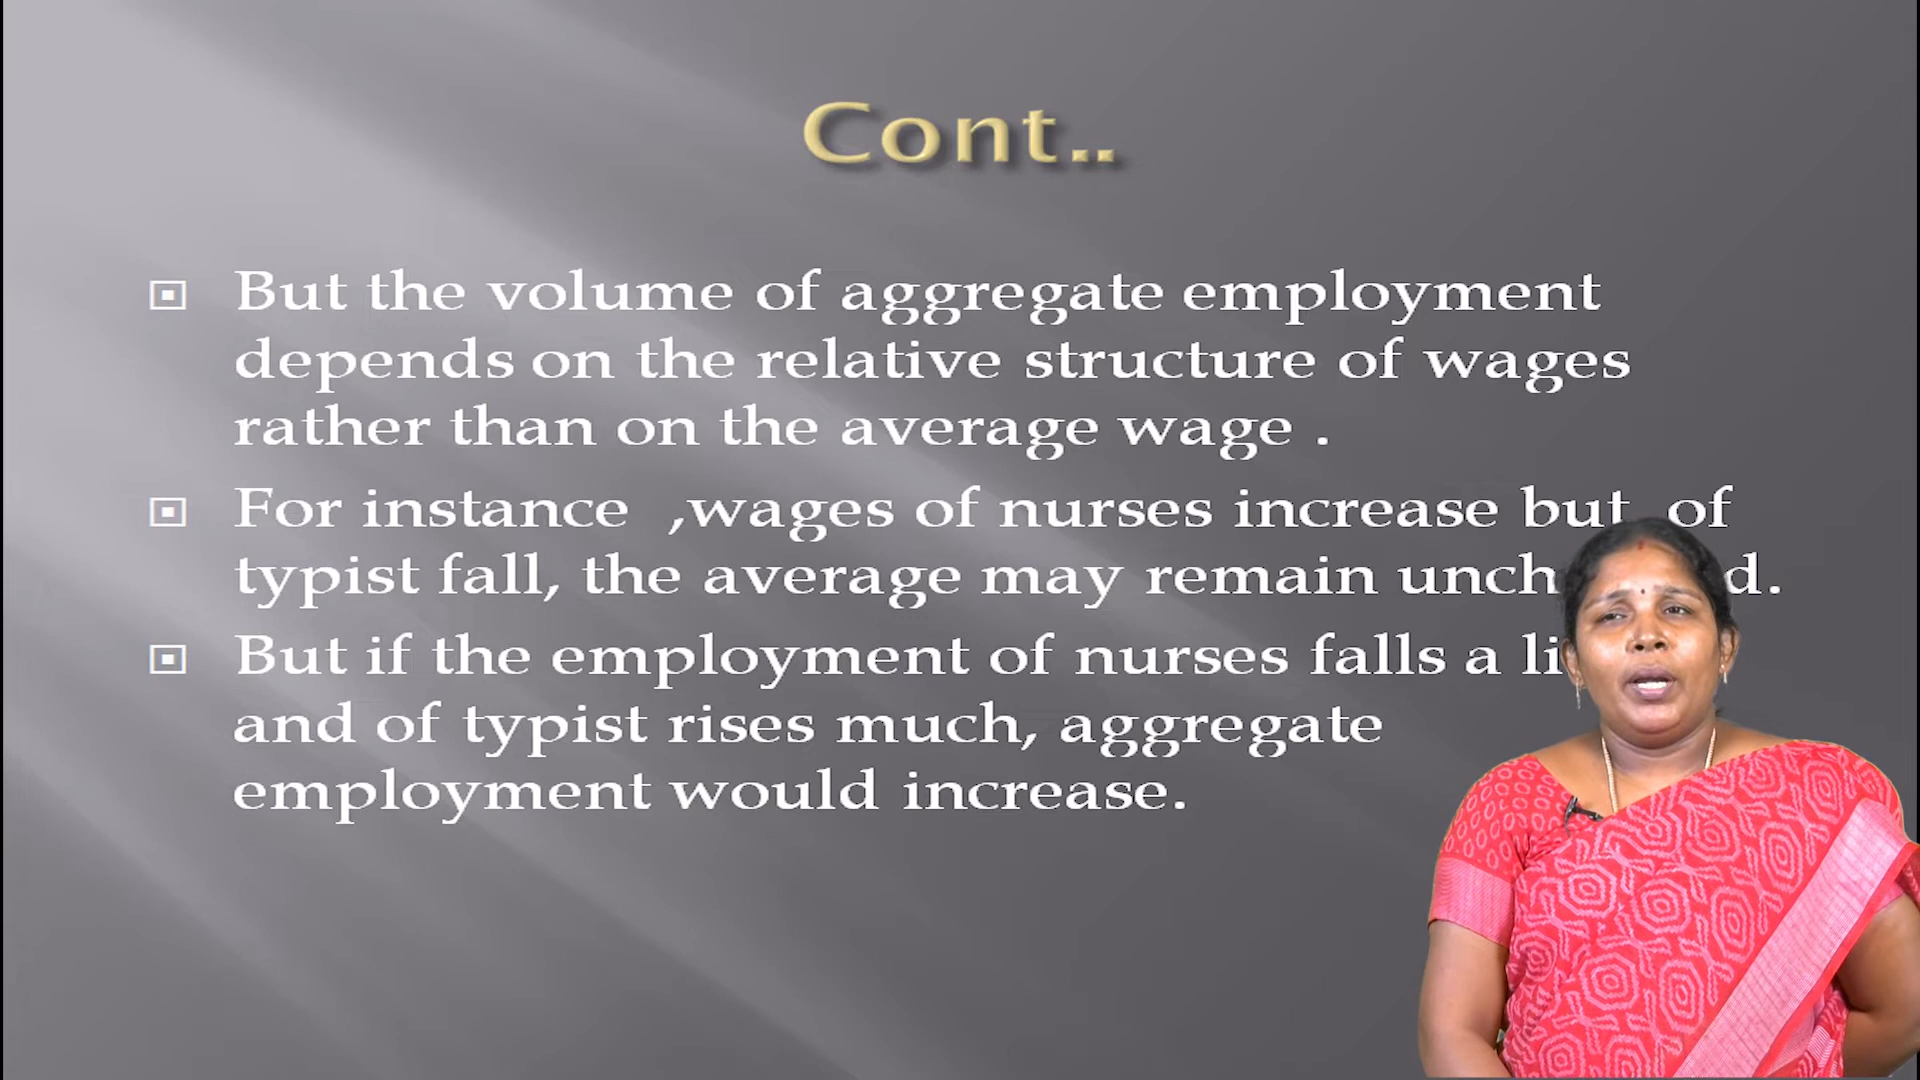 Cont..
But the volume of aggregate employment
depends on the relative structure of wages
rather than on the average wage .
For instance ,wages of nurses increase but of
typist fall, the average may remain
But if the employment of nurses falls a
and of typist rises much, aggregate
employment would increase.